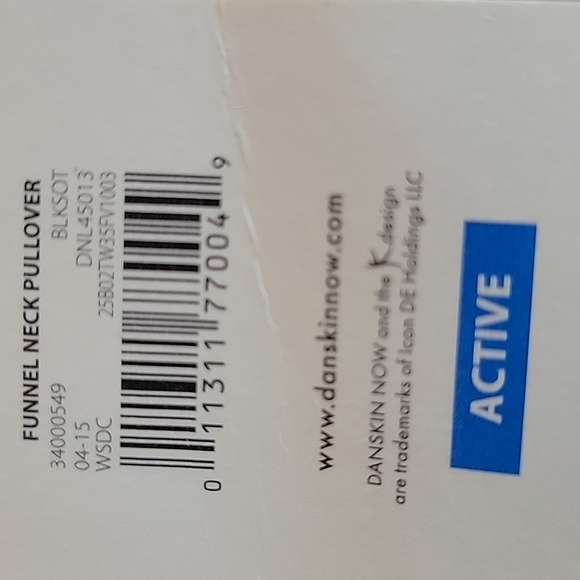 FUNNEL NECK PULLOVER
34000549 BLKSOT
04-15 DNL45013
WSDC 25B02TW35FV1003
0 11311 77004 9
www.danskinnow.com
DANSKIN NOW and the K design
are trademarks of Icon DE Holdings LLC
ACTIVE